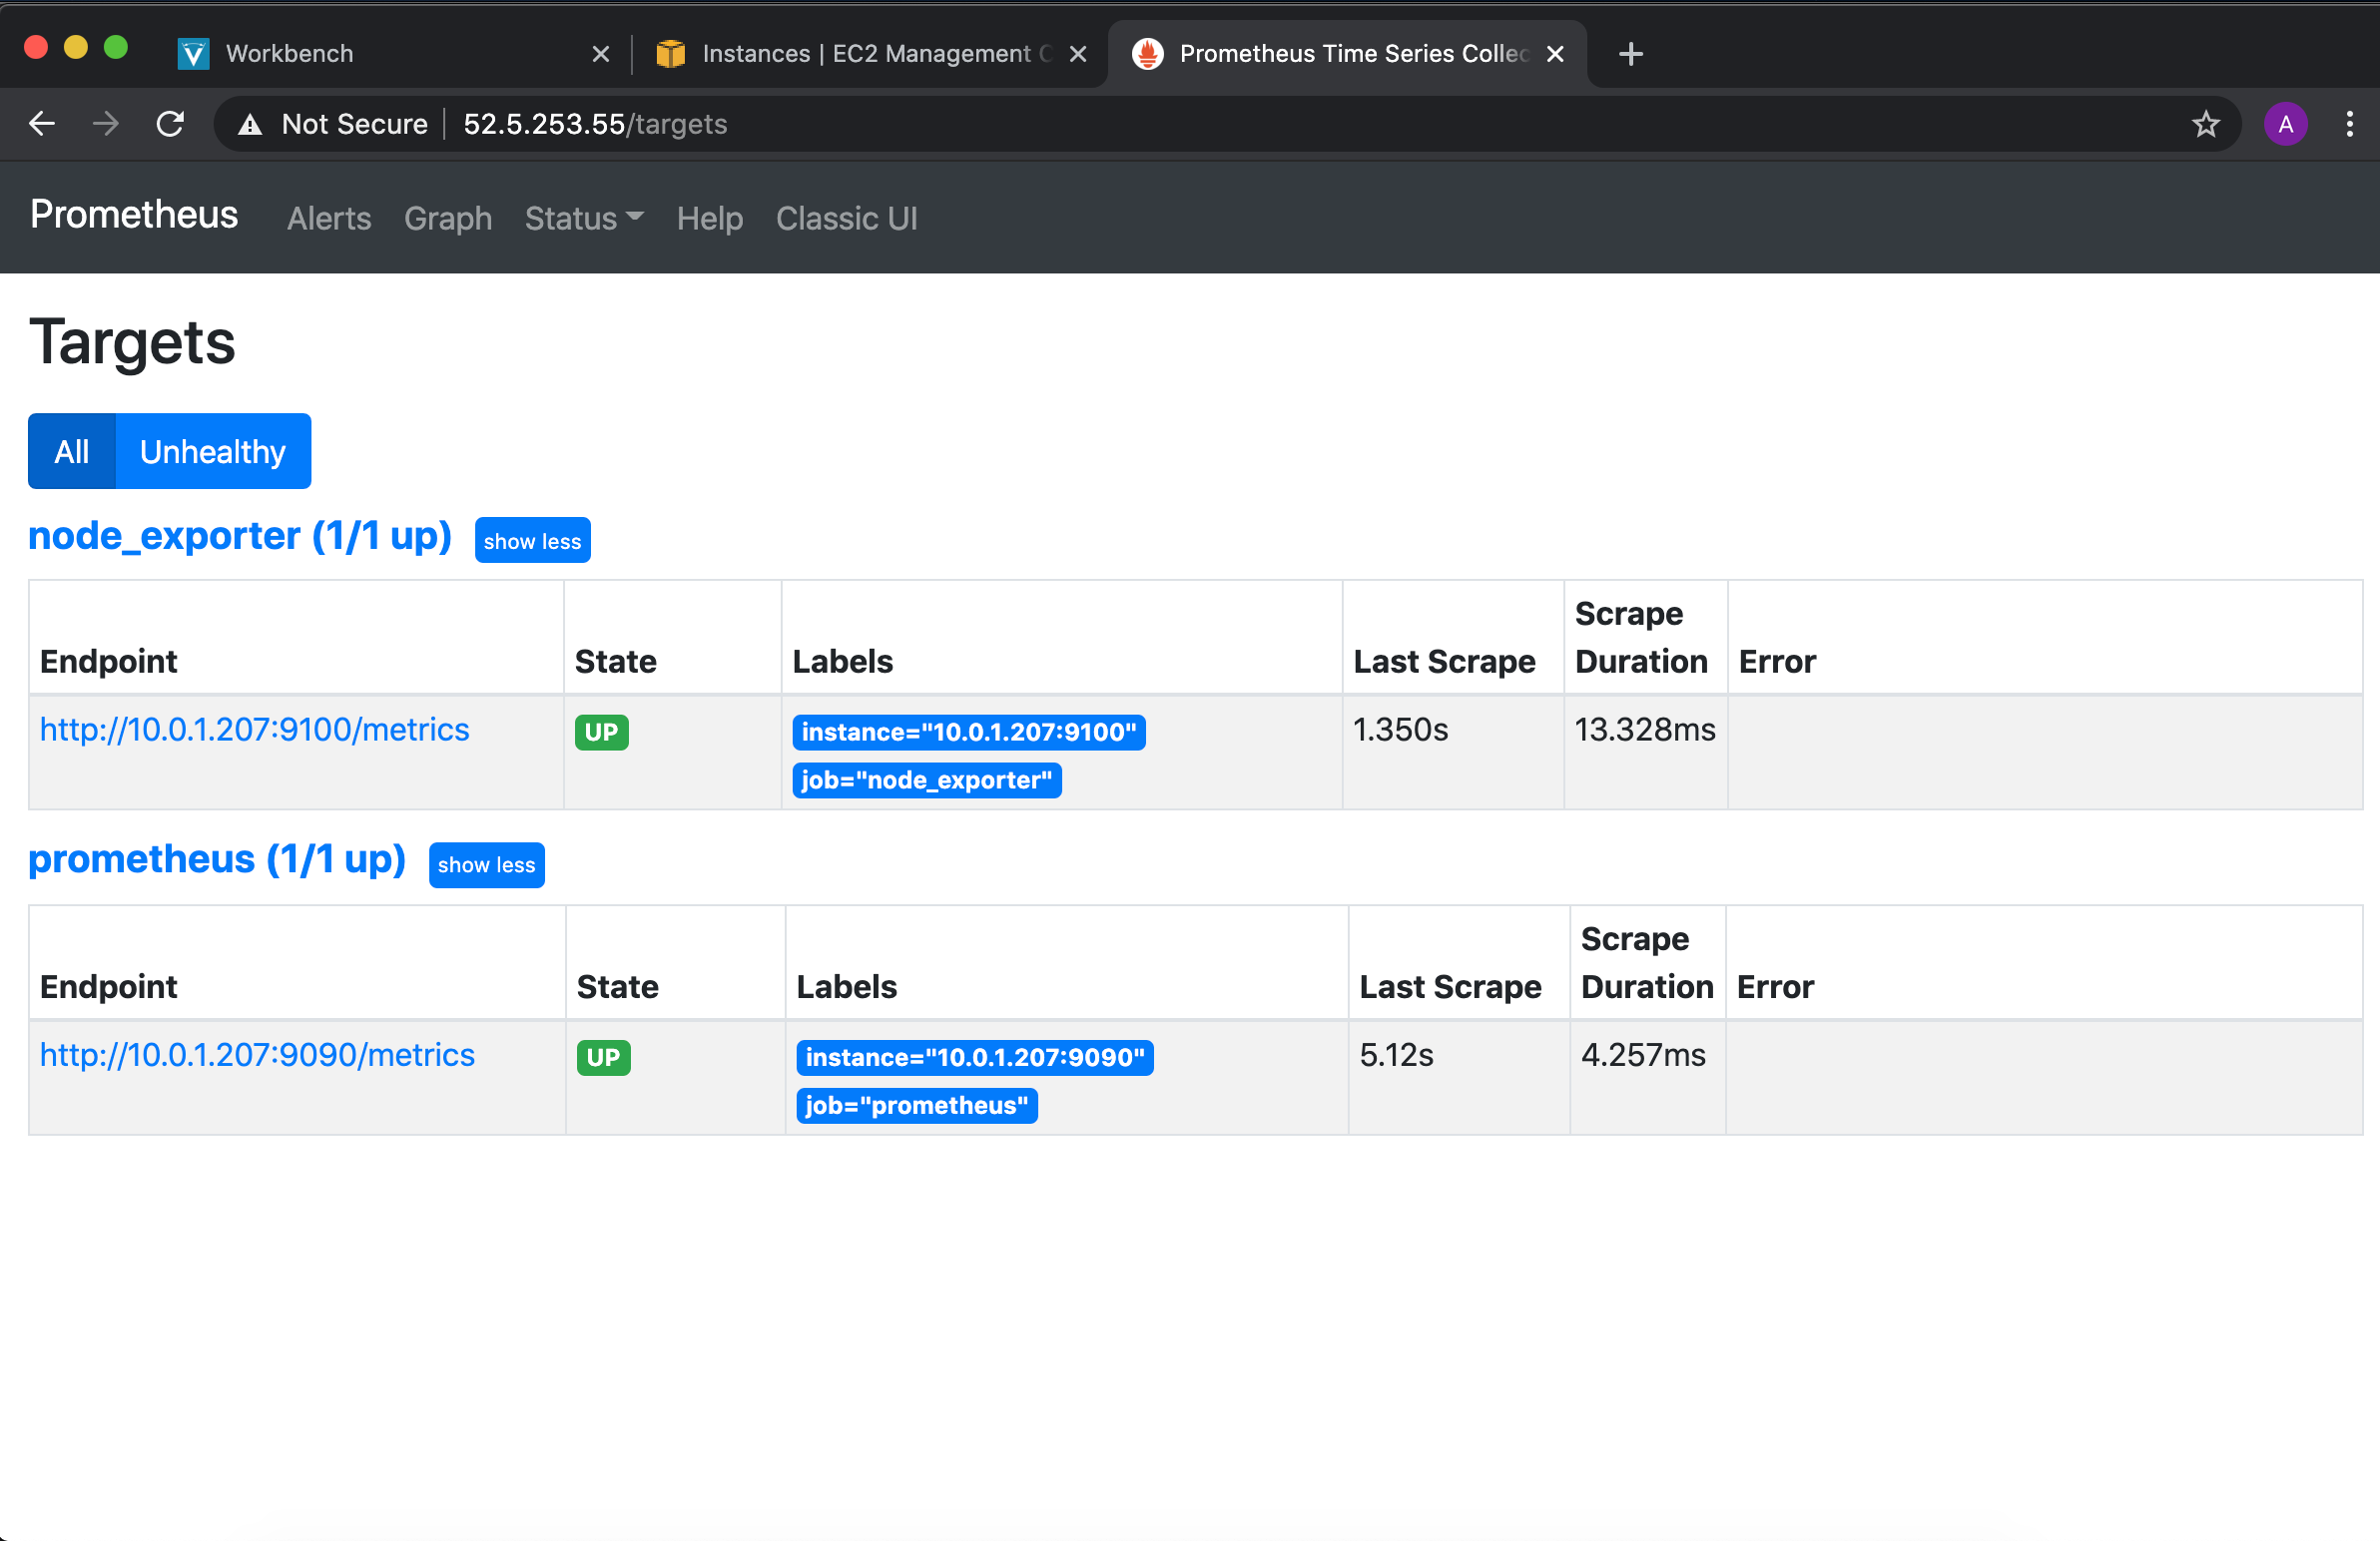 Workbench
Instances | EC2 Management C
Prometheus Time Series Collec
Not Secure | 52.5.253.55/targets
A
Prometheus Alerts Graph Status Help Classic UI
Targets
All Unhealthy
node_exporter (1/1 up) show less
Endpoint State Labels Last Scrape Scrape Duration Error
http://10.0.1.207:9100/metrics UP instance="10.0.1.207:9100" 1.350s 13.328ms
job="node_exporter"
prometheus (1/1 up) show less
Endpoint State Labels Last Scrape Scrape Duration Error
http://10.0.1.207:9090/metrics UP instance="10.0.1.207:9090" 5.12s 4.257ms
job="prometheus"